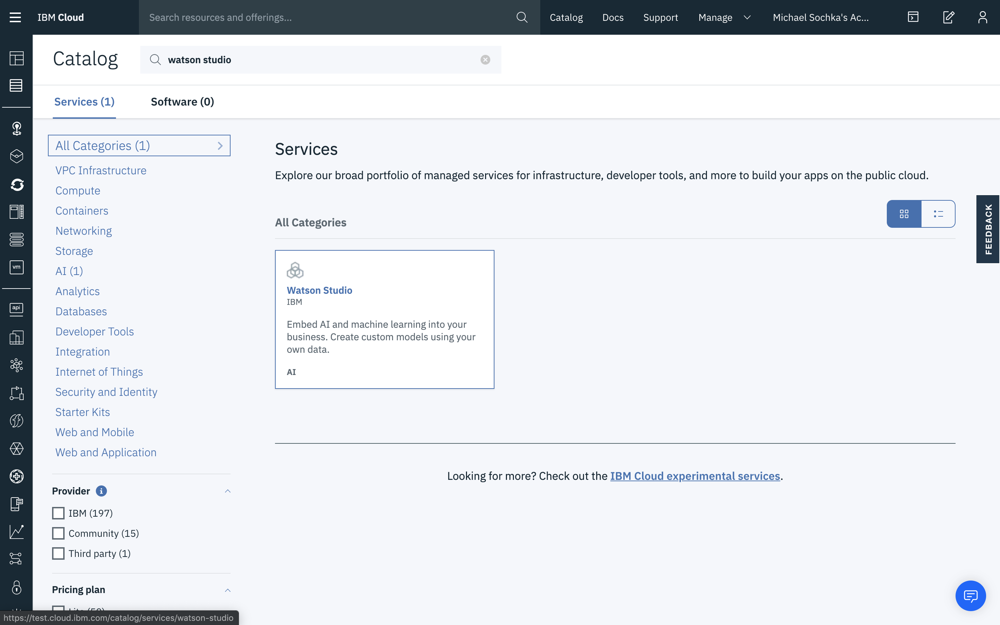 IBM Cloud
Search resources and offerings...
Catalog
Docs
Support
Manage
Michael Sochka's Ac...
Catalog
watson studio
Services (1)
Software (0)
All Categories (1)
VPC Infrastructure
Compute
Containers
Networking
Storage
AI (1)
Analytics
Databases
Developer Tools
Integration
Internet of Things
Security and Identity
Starter Kits
Web and Mobile
Web and Application
Provider
IBM (197)
Community (15)
Third party (1)
Pricing plan
https://test.cloud.ibm.com/catalog/services/watson-studio
vm
api
Services
Explore our broad portfolio of managed services for infrastructure, developer tools, and more to build your apps on the public cloud.
All Categories
Watson Studio
IBM
Embed AI and machine learning into your
business. Create custom models using your
own data.
AI
Looking for more? Check out the IBM Cloud experimental services.
FEEDBACK